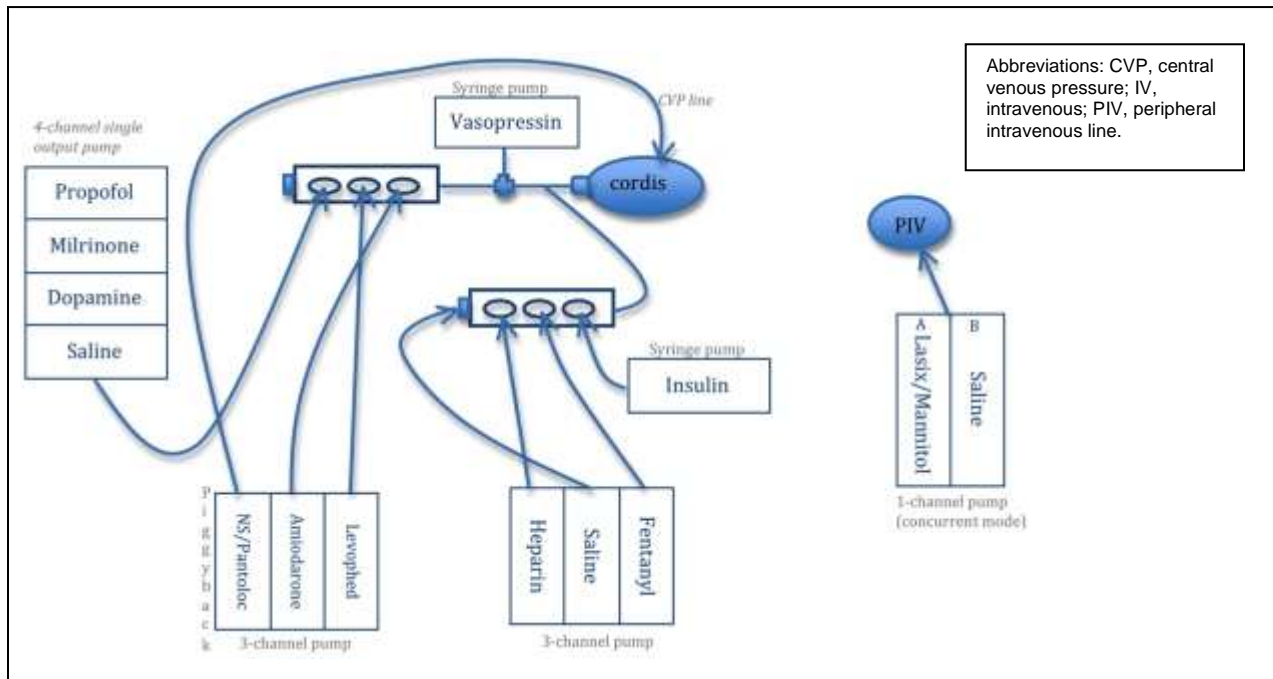 Abbreviations: CVP, central
venous pressure; IV,
intravenous; PIV, peripheral
intravenous line.
Syringe pump
Vasopressin
CVP line
4-channel single
output pump
Propofol
Milrinone
Dopamine
Saline
cordis
PIV
Syringe pump
Insulin
A
Lasix/Mannitol
B
Saline
1-channel pump
(concurrent mode)
Piggyback
NS/Pantoloc
Amiodarone
Levophed
3-channel pump
Heparin
Saline
Fentanyl
3-channel pump